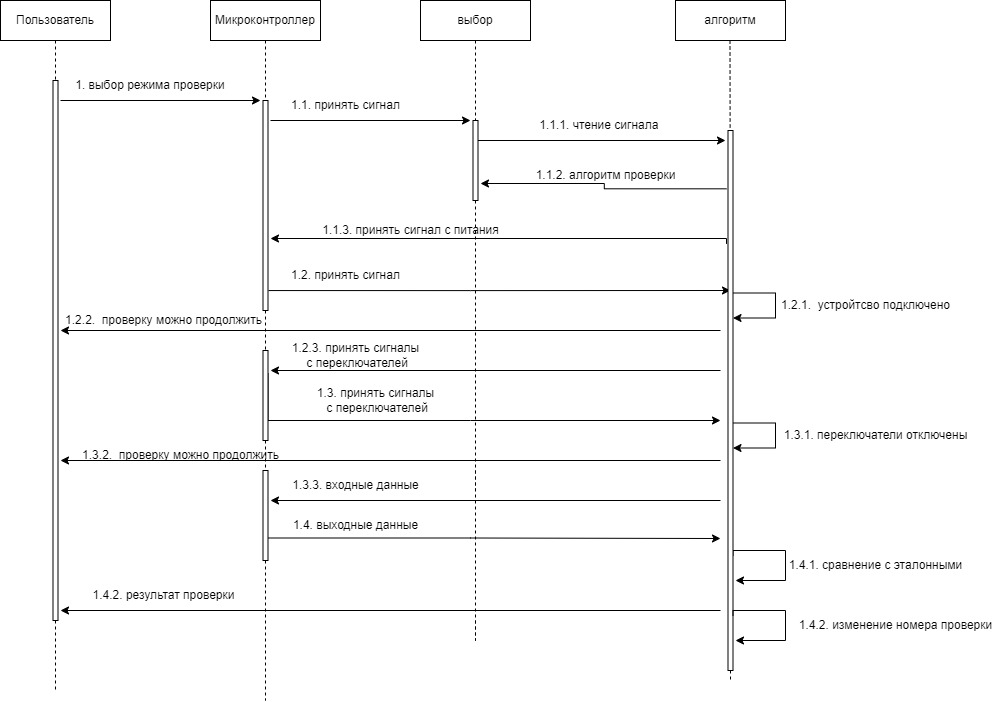 Пользователь
Микроконтроллер
выбор
алгоритм
1. выбор режима проверки
1.1. принять сигнал
1.1.1. чтение сигнала
1.1.2. алгоритм проверки
1.1.3. принять сигнал с питания
1.2. принять сигнал
1.2.1. устройтсво подключено
1.2.2. проверку можно продолжить
1.2.3. принять сигналы
с переключателей
1.3. принять сигналы
с переключателей
1.3.1. переключатели отключены
1.3.2. проверку можно продолжить
1.3.3. входные данные
1.4. выходные данные
1.4.1. сравнение с эталонными
1.4.2. результат проверки
1.4.2. изменение номера проверки